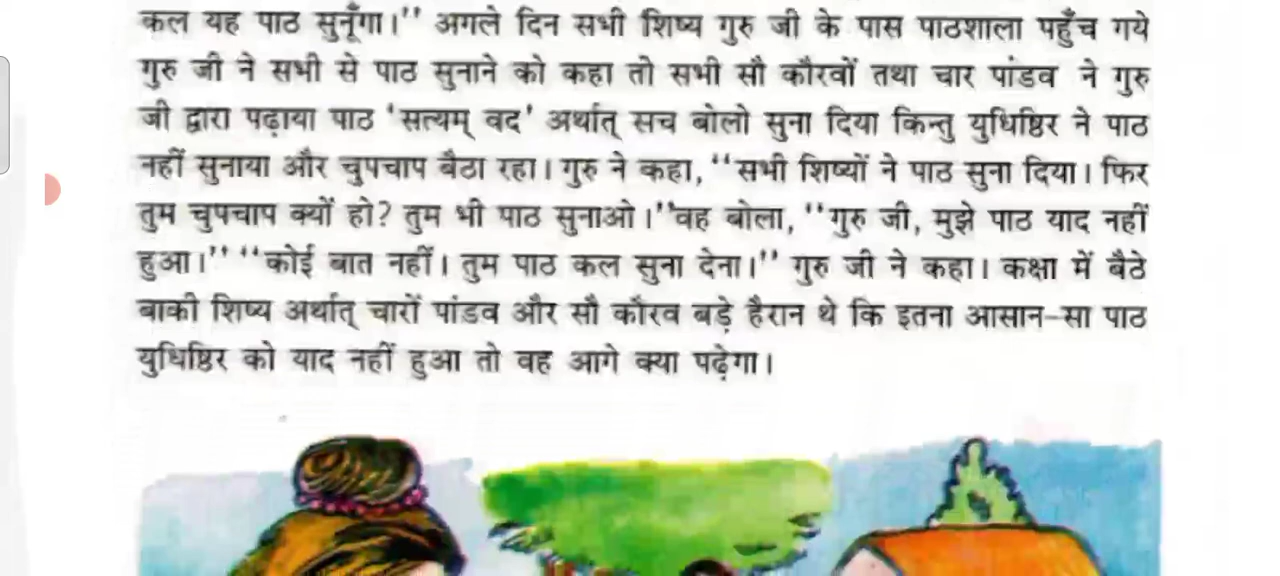 कल यह पाठ सुनूँगा।'' अगले दिन सभी शिष्य गुरु जी के पास पाठशाला पहुँच गये
गुरु जी ने सभी से पाठ सुनाने को कहा तो सभी सौ कौरवों तथा चार पांडव ने गुरु
जी द्वारा पढ़ाया पाठ 'सत्यम् वद' अर्थात् सच बोलो सुना दिया किन्तु युधिष्ठिर ने पाठ
नहीं सुनाया और चुपचाप बैठा रहा। गुरु ने कहा, ''सभी शिष्यों ने पाठ सुना दिया। फिर
तुम चुपचाप क्यों हो? तुम भी पाठ सुनाओ।''वह बोला, ''गुरु जी, मुझे पाठ याद नहीं
हुआ।'' ''कोई बात नहीं। तुम पाठ कल सुना देना।'' गुरु जी ने कहा। कक्षा में बैठे
बाकी शिष्य अर्थात् चारों पांडव और सौ कौरव बड़े हैरान थे कि इतना आसान-सा पाठ
युधिष्ठिर को याद नहीं हुआ तो वह आगे क्या पढ़ेगा।